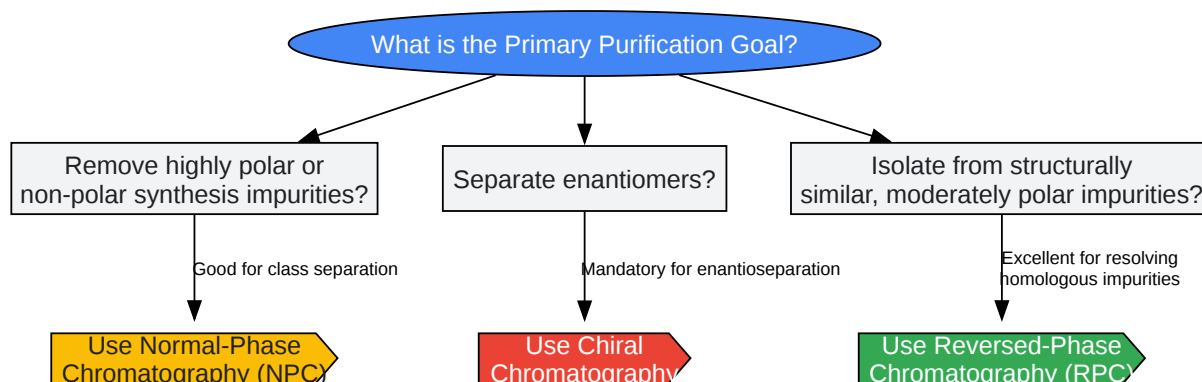 What is the Primary Purification Goal?
Remove highly polar or
non-polar synthesis impurities?
Separate enantiomers?
Isolate from structurally
similar, moderately polar impurities?
Good for class separation
Mandatory for enantioseparation
Excellent for resolving
homologous impurities
Use Normal-Phase
Chromatography (NPC)
Use Chiral
Chromatography
Use Reversed-Phase
Chromatography (RPC)